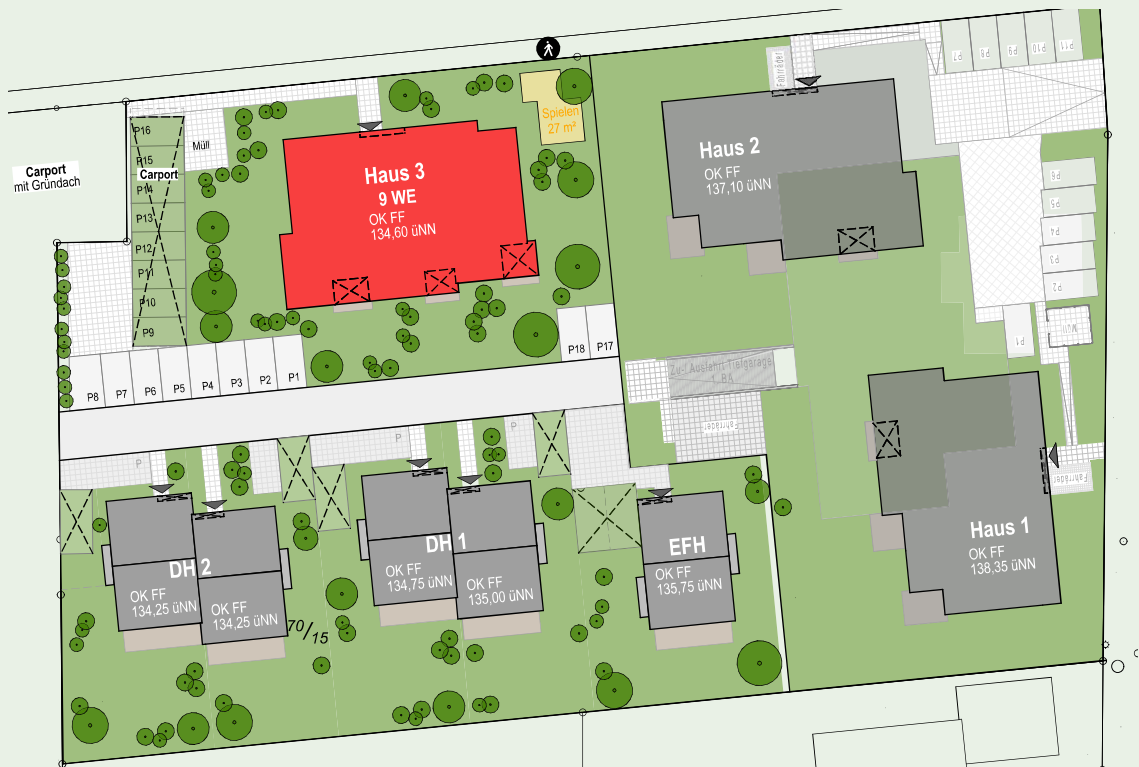 Carport
mit Gründach
P16
P15
P14
P13
P12
P11
P10
P9
Carport
Müll
Haus 3
9 WE
OK FF
134,60 üNN
Spielen
27 m²
Fahrräder
Haus 2
OK FF
137,10 üNN
P7
P8
P9
P10
P11
P6
P5
P4
P3
P2
P1
Müll
P8
P7
P6
P5
P4
P3
P2
P1
P18
P17
Zu-/ Ausfahrt Tiefgarage
1. BA
Fahrräder
P
P
P
DH 2
OK FF
134,25 üNN
OK FF
134,25 üNN
70/15
DH 1
OK FF
134,75 üNN
OK FF
135,00 üNN
EFH
OK FF
135,75 üNN
Haus 1
OK FF
138,35 üNN
Fahrräder